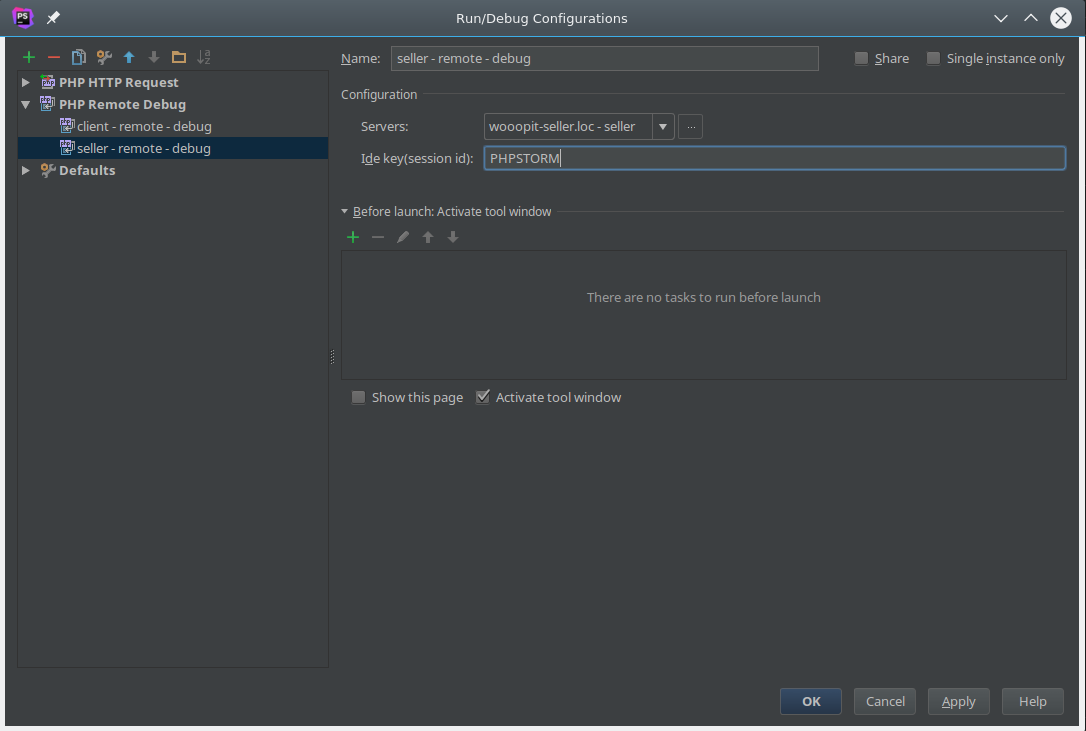 Run/Debug Configurations
PHP HTTP Request
PHP Remote Debug
client - remote - debug
seller - remote - debug
Defaults
Name: seller - remote - debug
Share
Single instance only
Configuration
Servers: wooopit-seller.loc - seller ...
Ide key(session id): PHPSTORM
Before launch: Activate tool window
There are no tasks to run before launch
Show this page
Activate tool window
OK
Cancel
Apply
Help